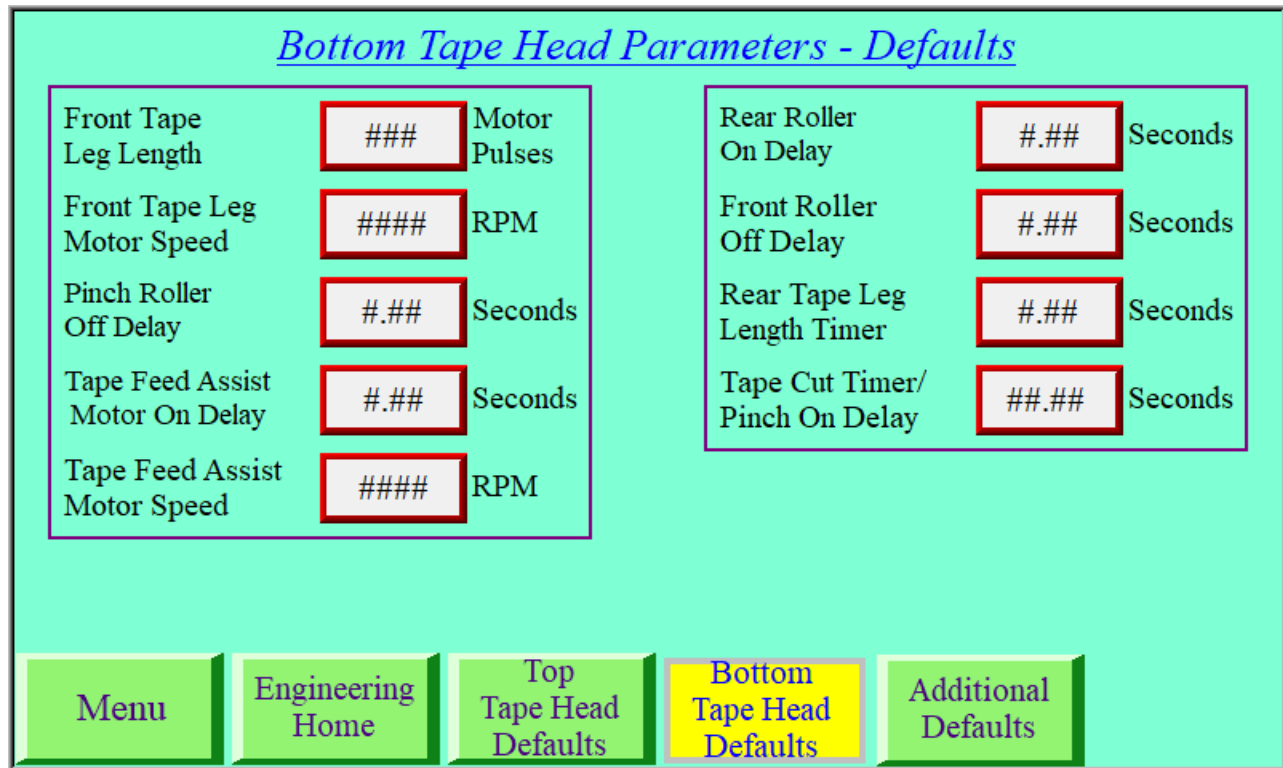 Bottom Tape Head Parameters - Defaults
Front Tape
Leg Length
###
Motor
Pulses
Front Tape Leg
Motor Speed
####
RPM
Pinch Roller
Off Delay
#.##
Seconds
Tape Feed Assist
Motor On Delay
#.##
Seconds
Tape Feed Assist
Motor Speed
####
RPM
Rear Roller
On Delay
#.##
Seconds
Front Roller
Off Delay
#.##
Seconds
Rear Tape Leg
Length Timer
#.##
Seconds
Tape Cut Timer/
Pinch On Delay
##.##
Seconds
Menu
Engineering
Home
Top
Tape Head
Defaults
Bottom
Tape Head
Defaults
Additional
Defaults